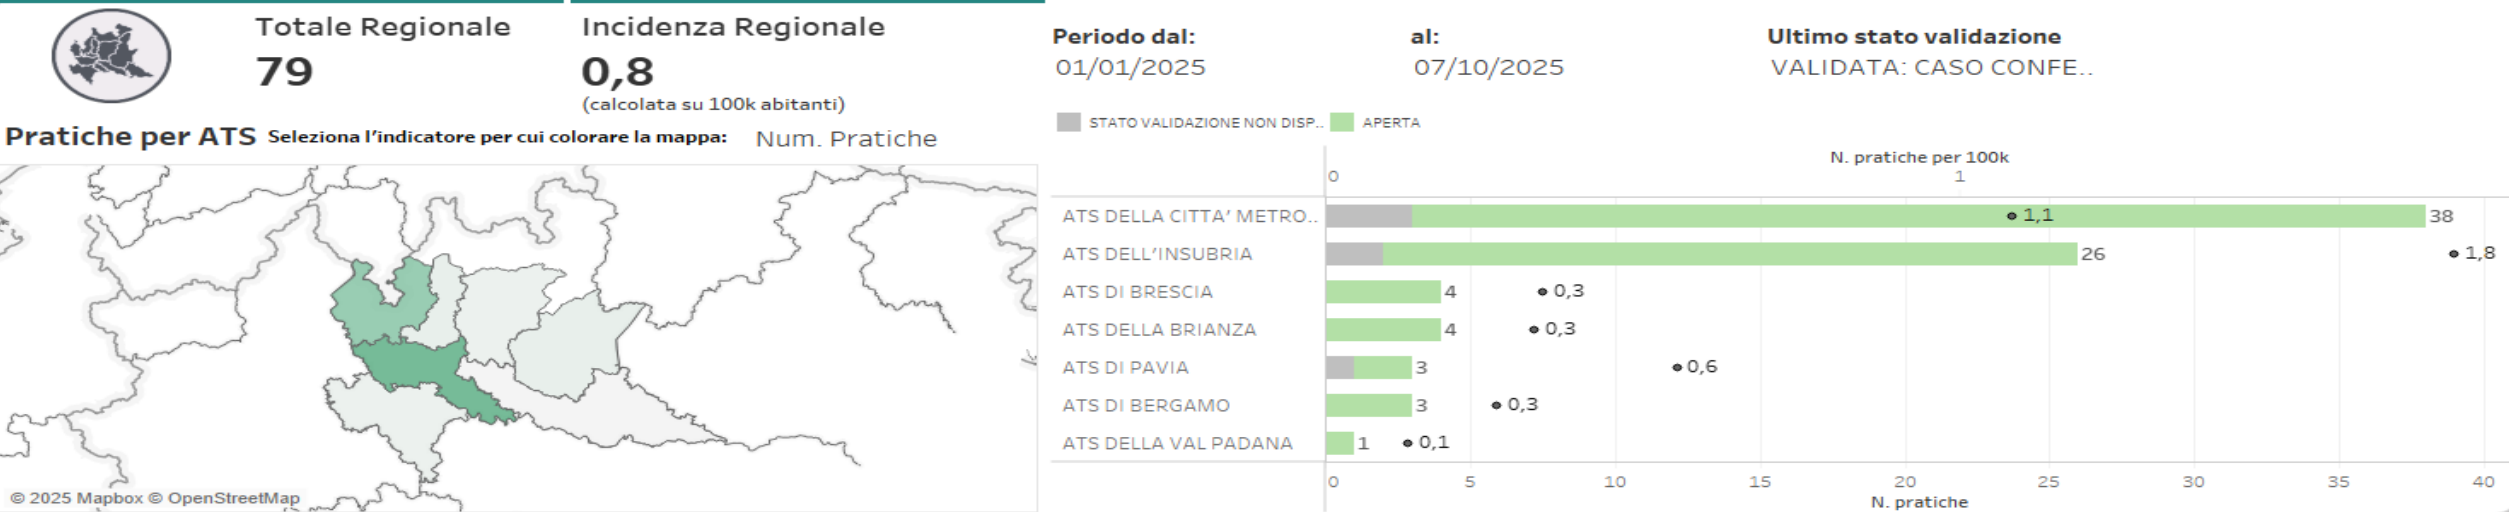 Totale Regionale
79
Incidenza Regionale
0,8
(calcolata su 100k abitanti)
Periodo dal:
01/01/2025
al:
07/10/2025
Ultimo stato validazione
VALIDATA: CASO CONFE..
Pratiche per ATS
Seleziona l'indicatore per cui colorare la mappa:
Num. Pratiche
© 2025 Mapbox © OpenStreetMap
STATO VALIDAZIONE NON DISP..
APERTA
N. pratiche per 100k
0
1
ATS DELLA CITTA' METRO..
1,1
38
ATS DELL'INSUBRIA
26
1,8
ATS DI BRESCIA
4
0,3
ATS DELLA BRIANZA
4
0,3
ATS DI PAVIA
3
0,6
ATS DI BERGAMO
3
0,3
ATS DELLA VAL PADANA
1
0,1
0
5
10
15
20
25
30
35
40
N. pratiche